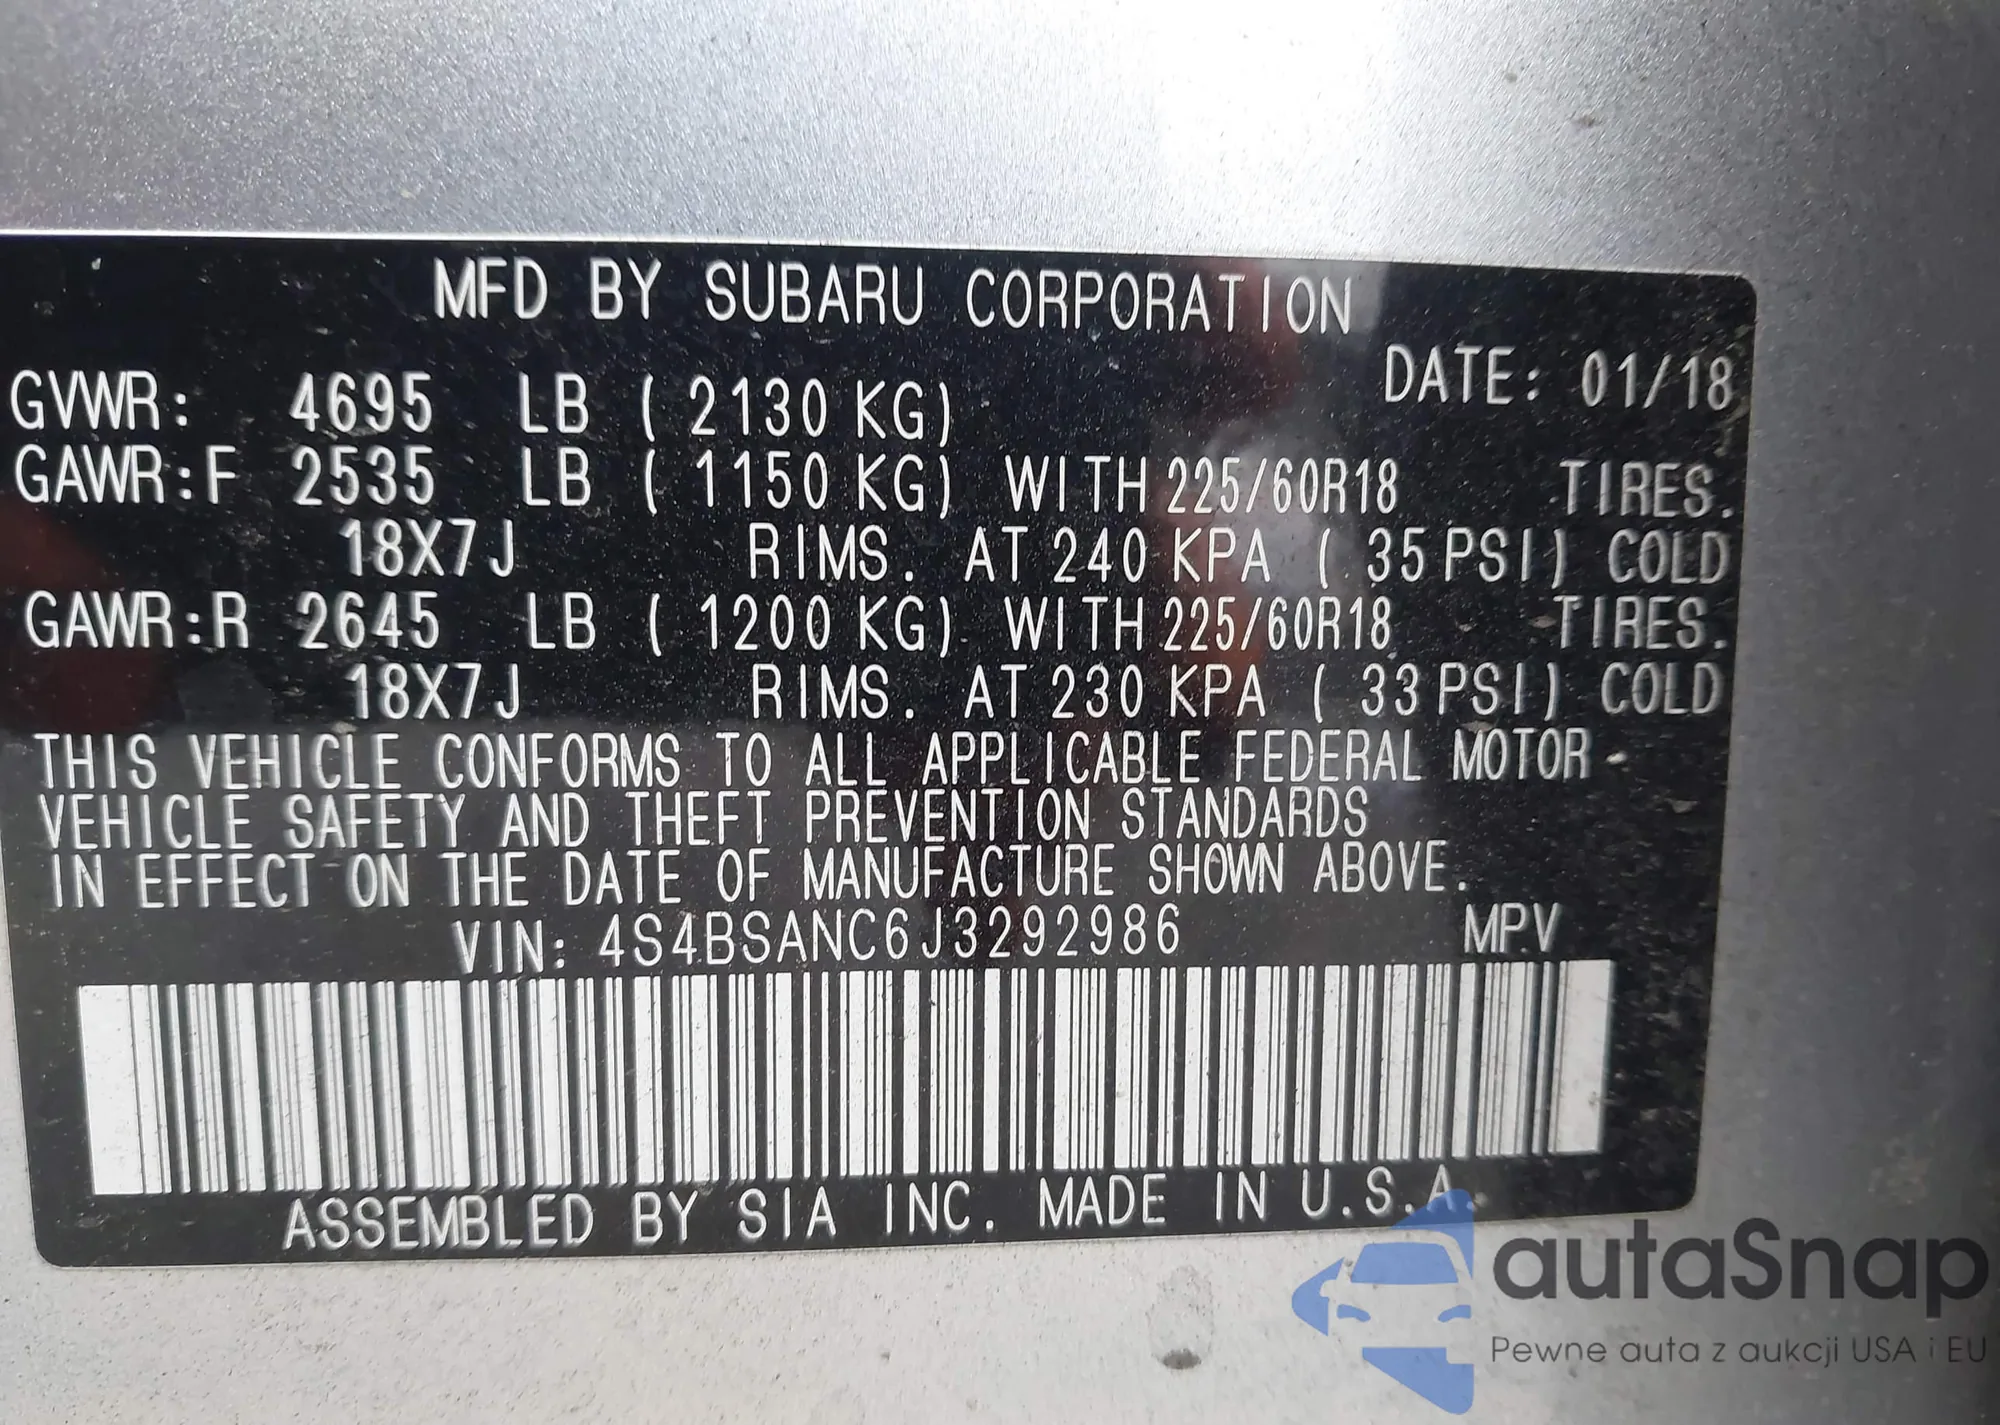 MFD BY SUBARU CORPORATION
DATE: 01/18
GVWR: 4695 LB ( 2130 KG)
GAWR:F 2535 LB ( 1150 KG) WITH 225/60R18 TIRES.
18X7J RIMS. AT 240 KPA ( 35 PSI) COLD
GAWR:R 2645 LB ( 1200 KG) WITH 225/60R18 TIRES.
18X7J RIMS. AT 230 KPA ( 33 PSI) COLD
THIS VEHICLE CONFORMS TO ALL APPLICABLE FEDERAL MOTOR
VEHICLE SAFETY AND THEFT PREVENTION STANDARDS
IN EFFECT ON THE DATE OF MANUFACTURE SHOWN ABOVE.
VIN: 4S4BSANC6J3292986 MPV
ASSEMBLED BY SIA INC. MADE IN U.S.A.
autaSnap
Pewne auta z aukcji USA i EU